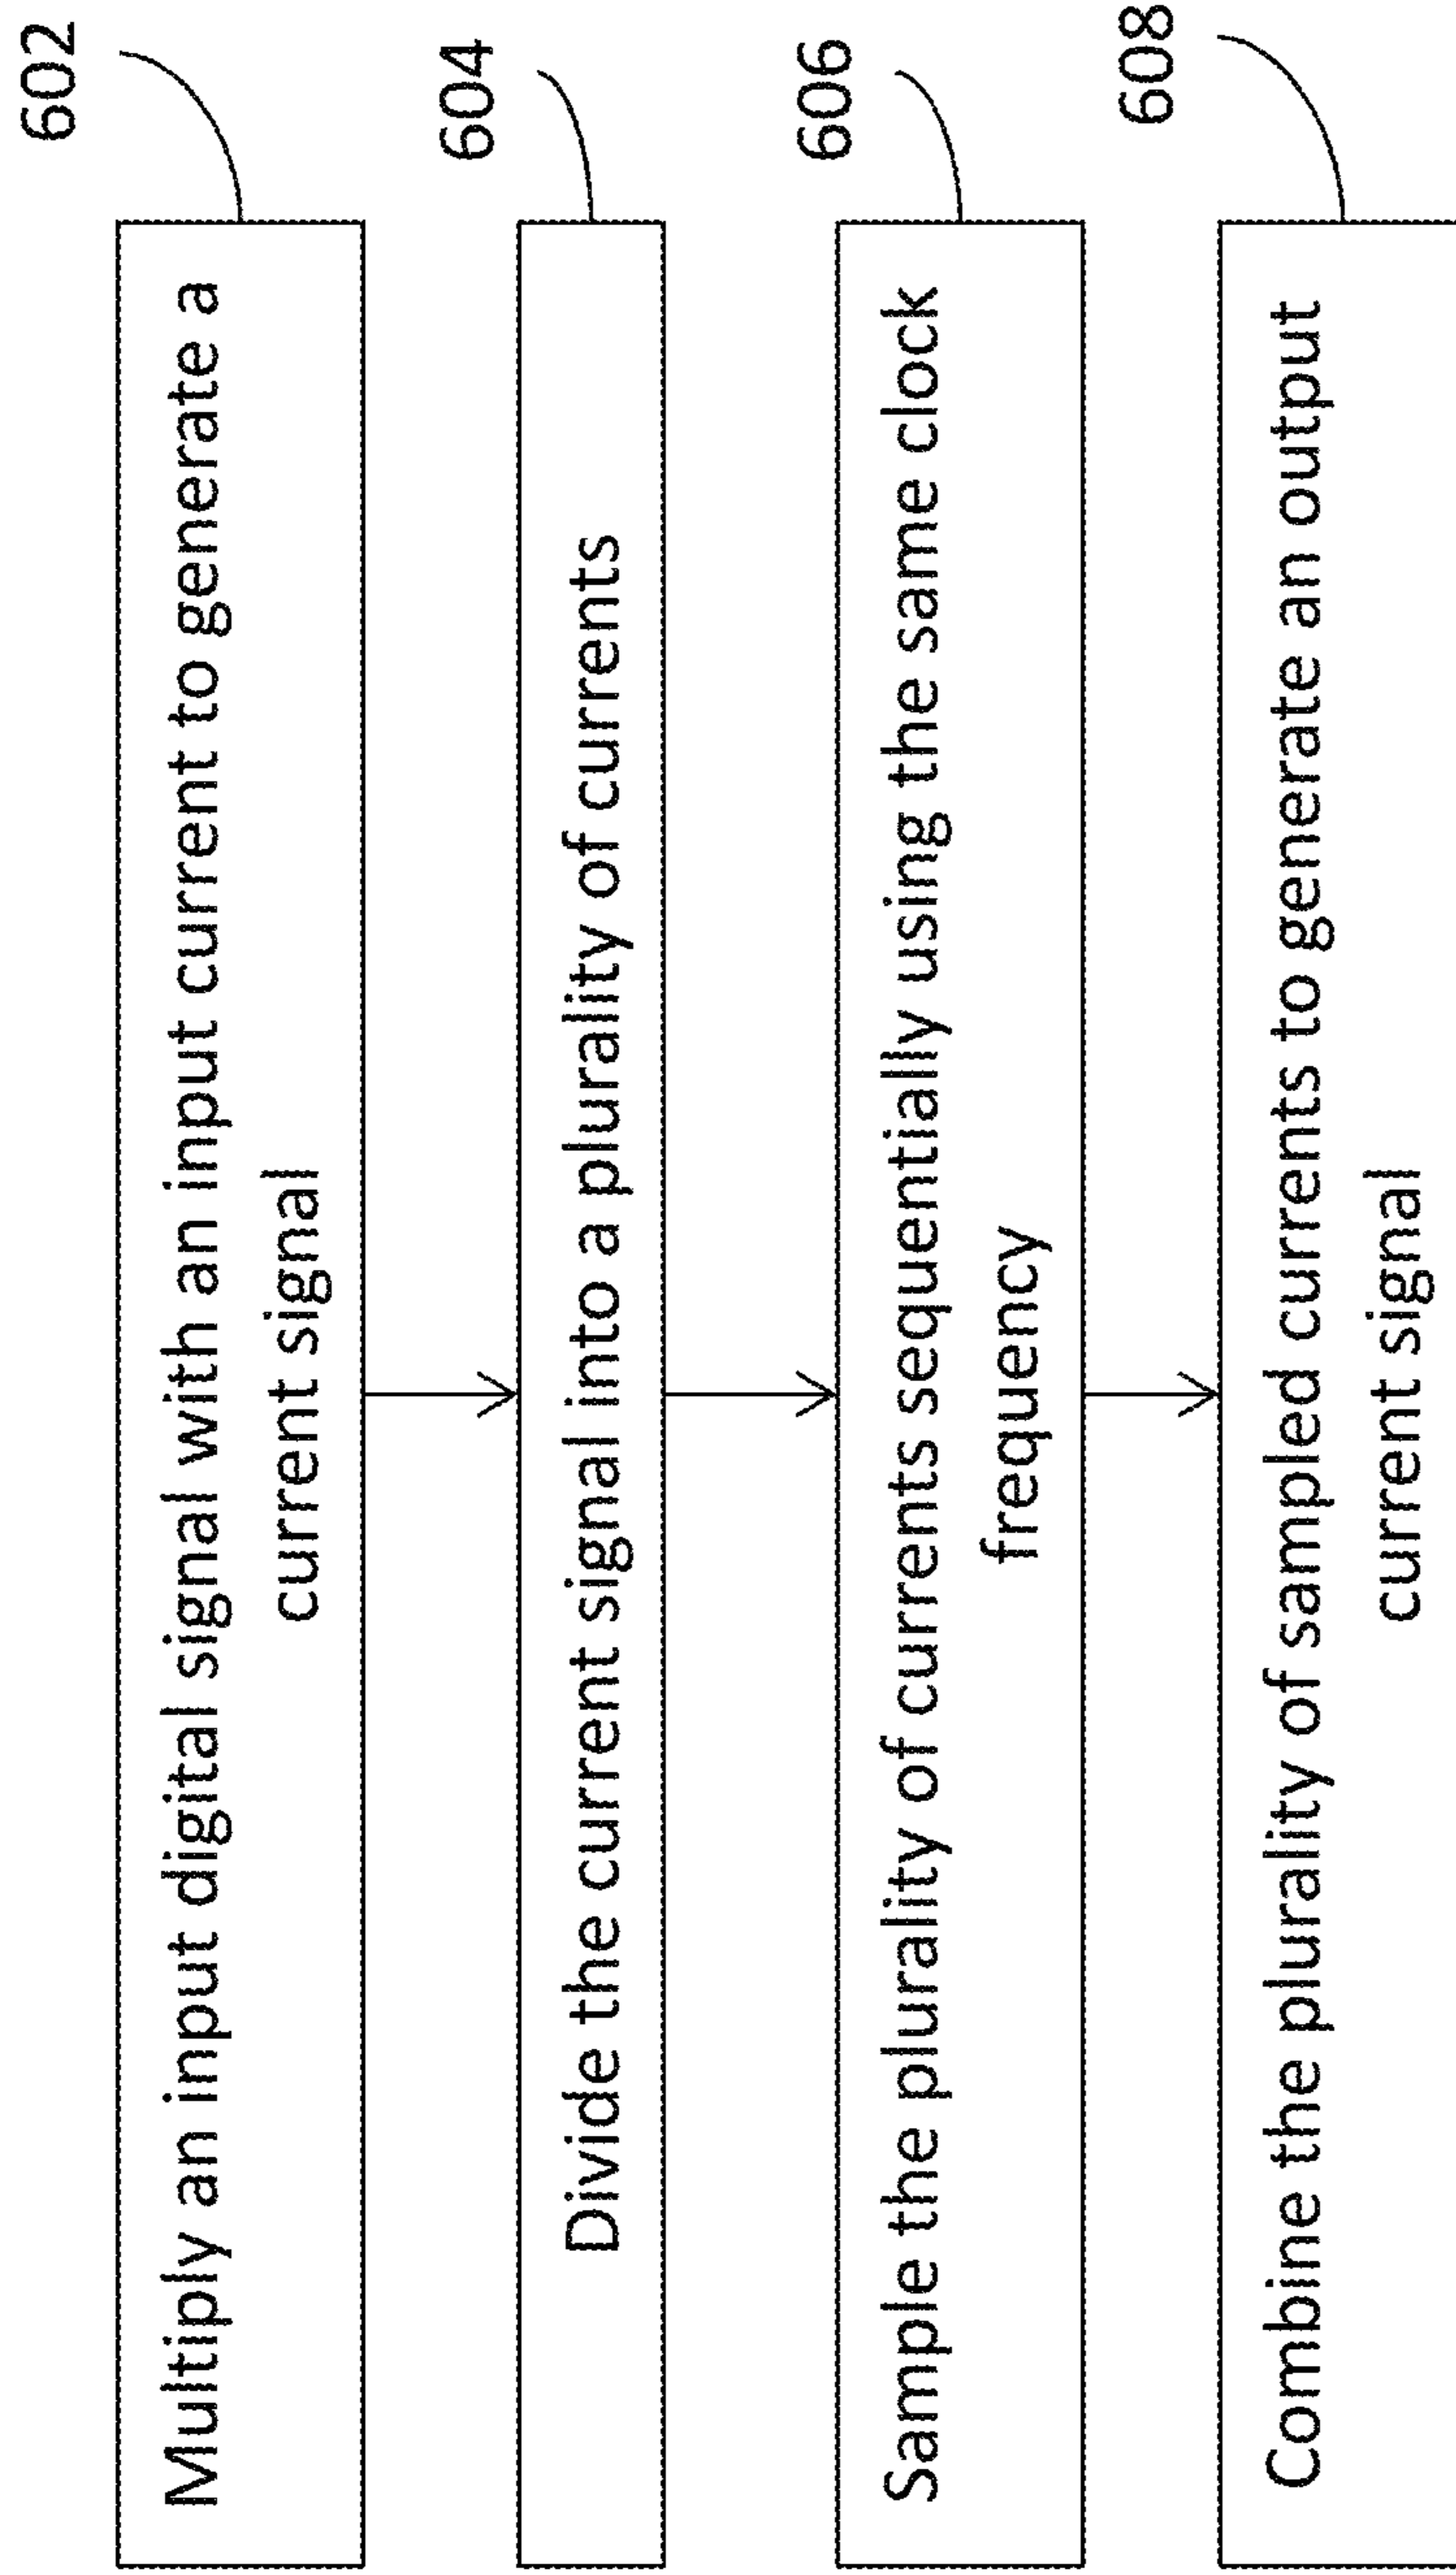 602
Multiply an input digital signal with an input current to generate a
current signal
604
Divide the current signal into a plurality of currents
606
Sample the plurality of currents sequentially using the same clock
frequency
608
Combine the plurality of sampled currents to generate an output
current signal